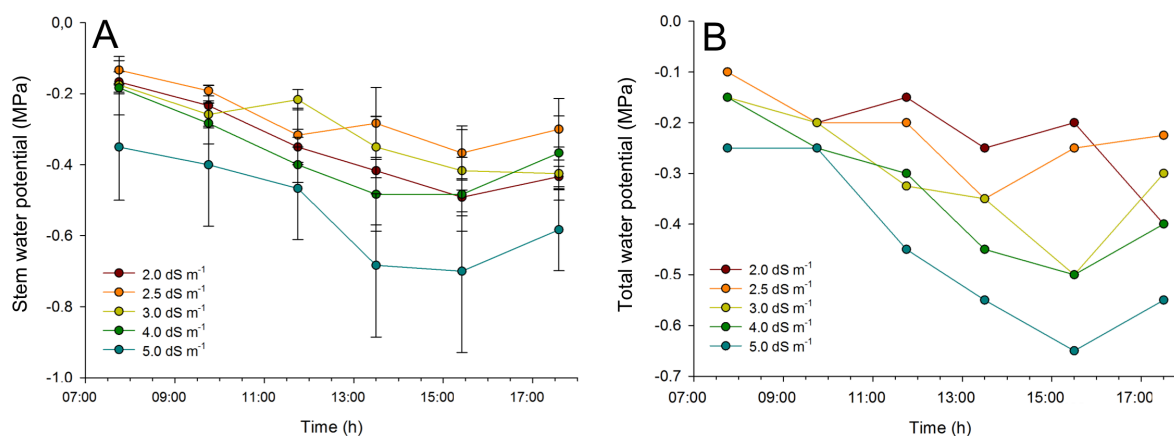 A
Stem water potential (MPa)
0,0
-0.2
-0.4
-0.6
-0.8
-1.0
2.0 dS m⁻¹
2.5 dS m⁻¹
3.0 dS m⁻¹
4.0 dS m⁻¹
5.0 dS m⁻¹
07:00 09:00 11:00 13:00 15:00 17:00
Time (h)
B
Total water potential (MPa)
0.0
-0.1
-0.2
-0.3
-0.4
-0.5
-0.6
-0.7
2.0 dS m⁻¹
2.5 dS m⁻¹
3.0 dS m⁻¹
4.0 dS m⁻¹
5.0 dS m⁻¹
07:00 09:00 11:00 13:00 15:00 17:00
Time (h)